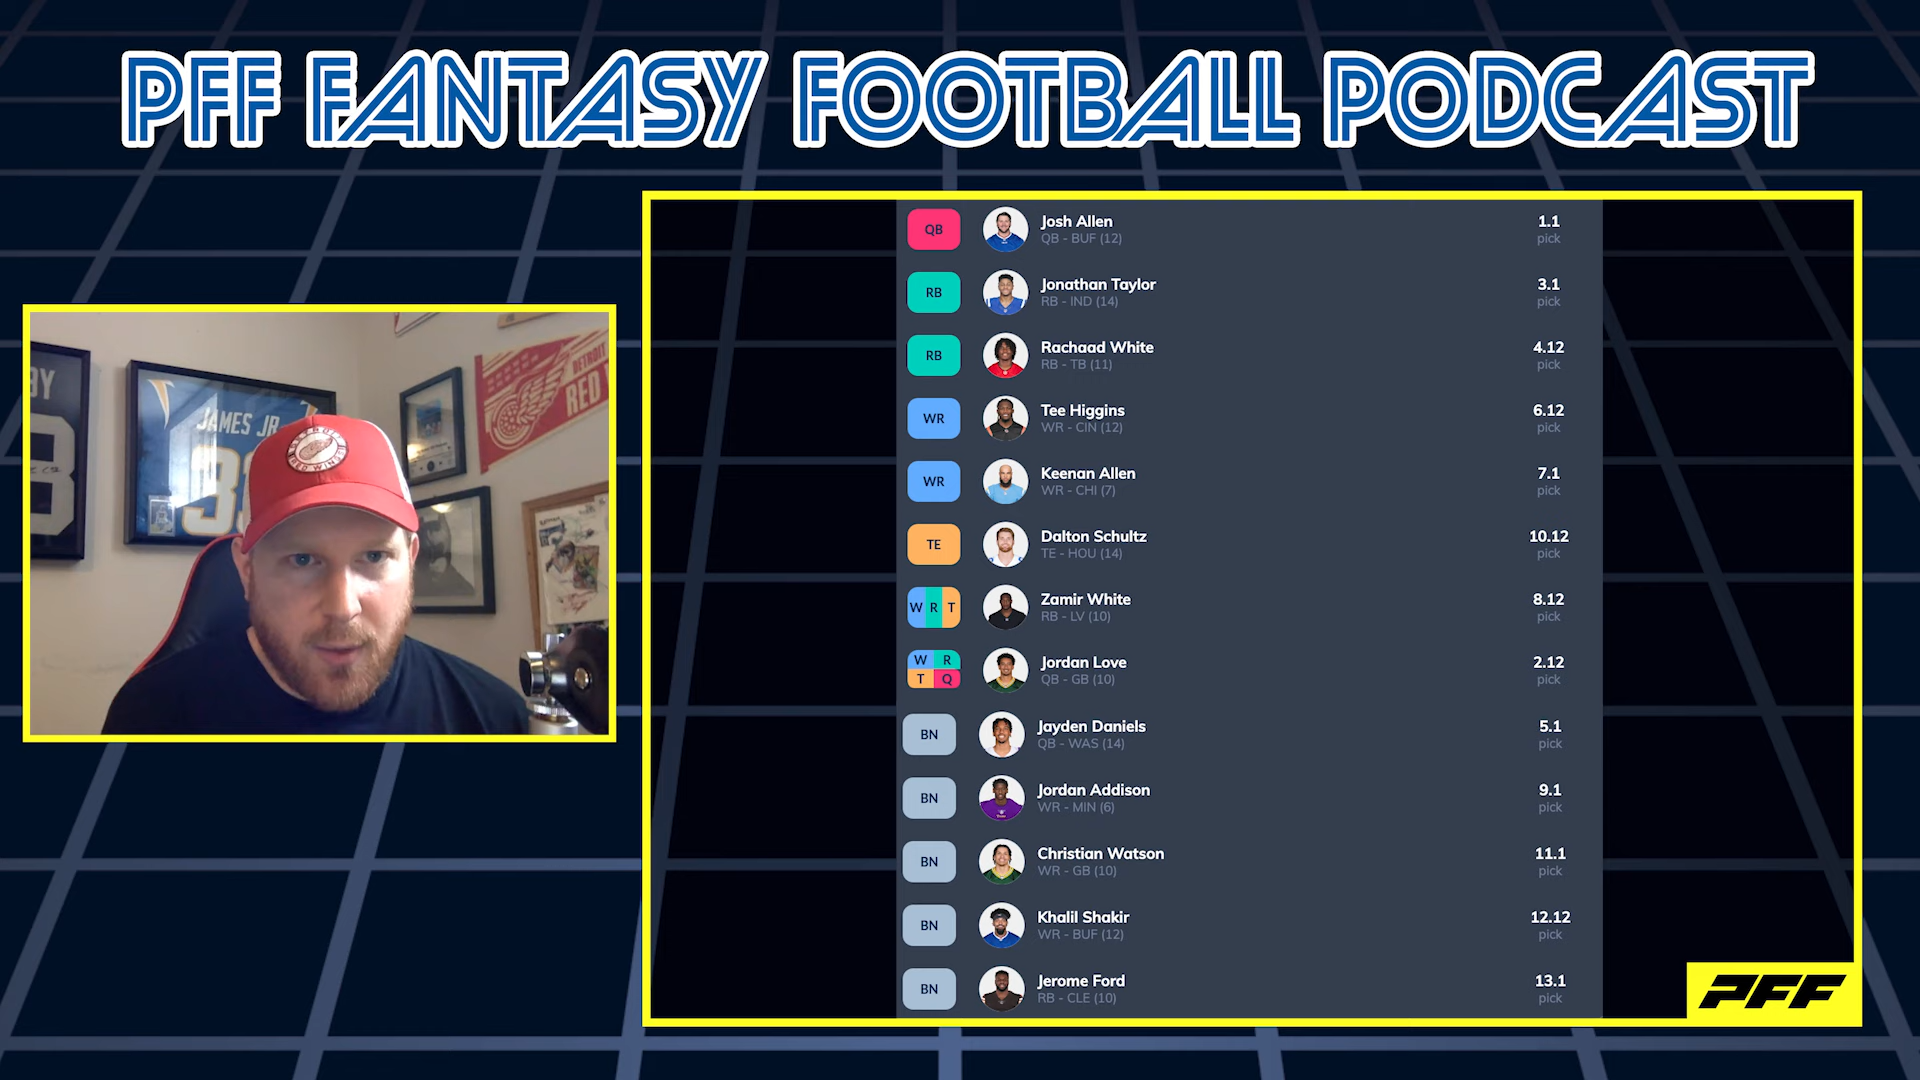 PFF FANTASY FOOTBALL PODCAST
JAMES JR.
DETROIT
RED
QB
Josh Allen
QB - BUF (12)
1.1
pick
RB
Jonathan Taylor
RB - IND (14)
3.1
pick
RB
Rachaad White
RB - TB (11)
4.12
pick
WR
Tee Higgins
WR - CIN (12)
6.12
pick
WR
Keenan Allen
WR - CHI (7)
7.1
pick
TE
Dalton Schultz
TE - HOU (14)
10.12
pick
W R T
Zamir White
RB - LV (10)
8.12
pick
W R
T Q
Jordan Love
QB - GB (10)
2.12
pick
BN
Jayden Daniels
QB - WAS (14)
5.1
pick
BN
Jordan Addison
WR - MIN (6)
9.1
pick
BN
Christian Watson
WR - GB (10)
11.1
pick
BN
Khalil Shakir
WR - BUF (12)
12.12
pick
BN
Jerome Ford
RB - CLE (10)
13.1
pick
PFF